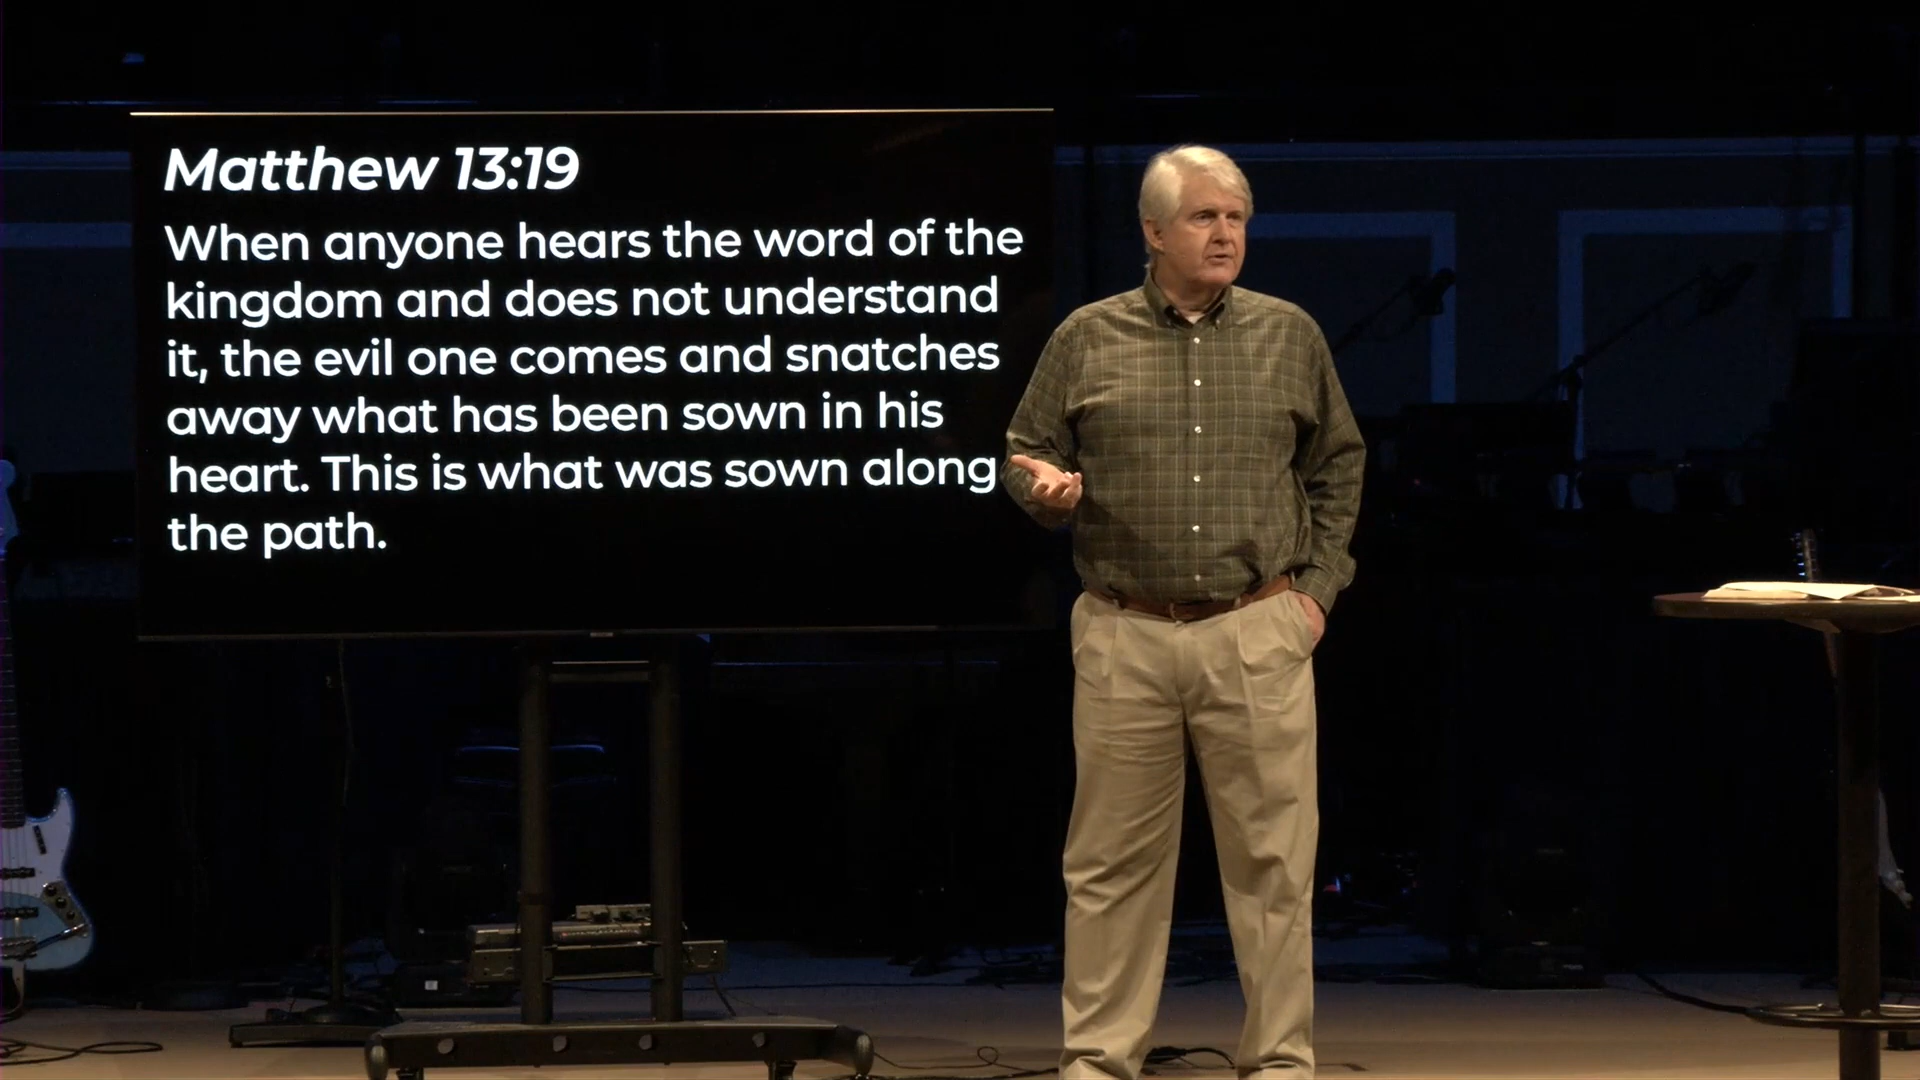 Matthew 13:19
When anyone hears the word of the
kingdom and does not understand
it, the evil one comes and snatches
away what has been sown in his
heart. This is what was sown along
the path.